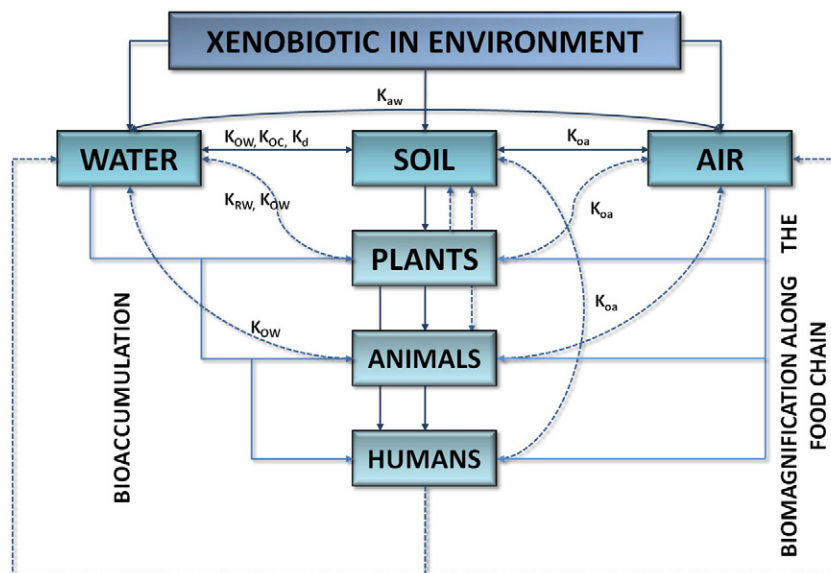 XENOBIOTIC IN ENVIRONMENT
Kaw
WATER
KOW, KOC, Kd
SOIL
Koa
AIR
KRW, KOW
Koa
PLANTS
Koa
KOW
ANIMALS
HUMANS
BIOACCUMULATION
BIOMAGNIFICATION ALONG THE
FOOD CHAIN